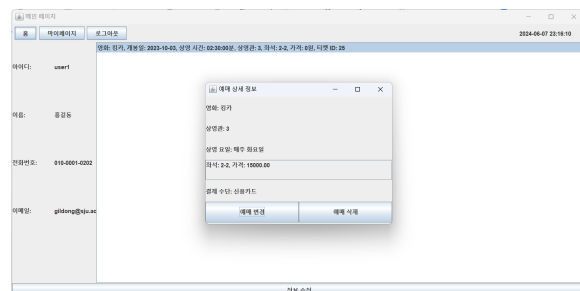 메인 페이지
홈 마이페이지 로그아웃 2024-06-07 23:16:10
영화: 킹카, 개봉일: 2023-10-03, 상영 시간: 02:30:00분, 상영관: 3, 좌석: 2-2, 가격: 0원, 티켓 ID: 25
아이디: user1
이름: 홍길동
전화번호: 010-0001-0202
이메일: gildong@sju.ac
예매 상세 정보
영화: 킹카
상영관: 3
상영 요일: 매주 화요일
좌석: 2-2, 가격: 18000.00
결제 수단: 신용카드
예매 변경 예매 삭제
정보 수정